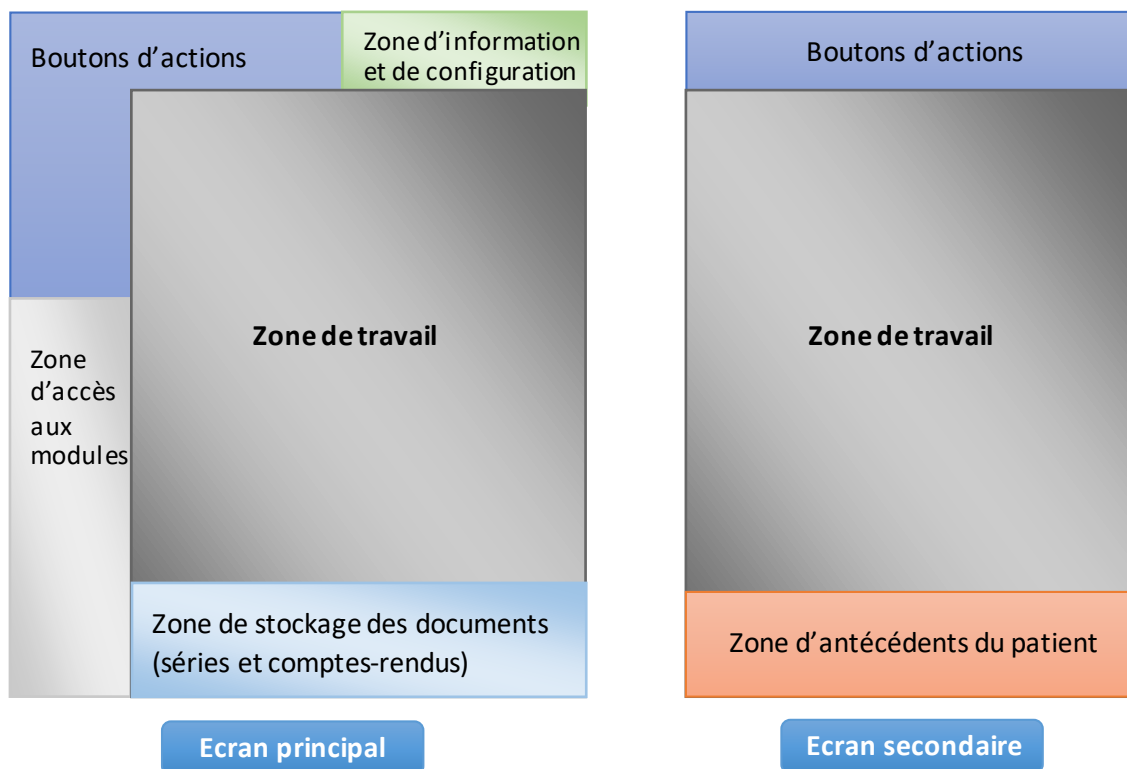 Boutons d’actions
Zone d’information
et de configuration
Zone de travail
Zone
d’accès
aux
modules
Zone de stockage des documents
(séries et comptes-rendus)
Ecran principal
Boutons d’actions
Zone de travail
Zone d’antécédents du patient
Ecran secondaire